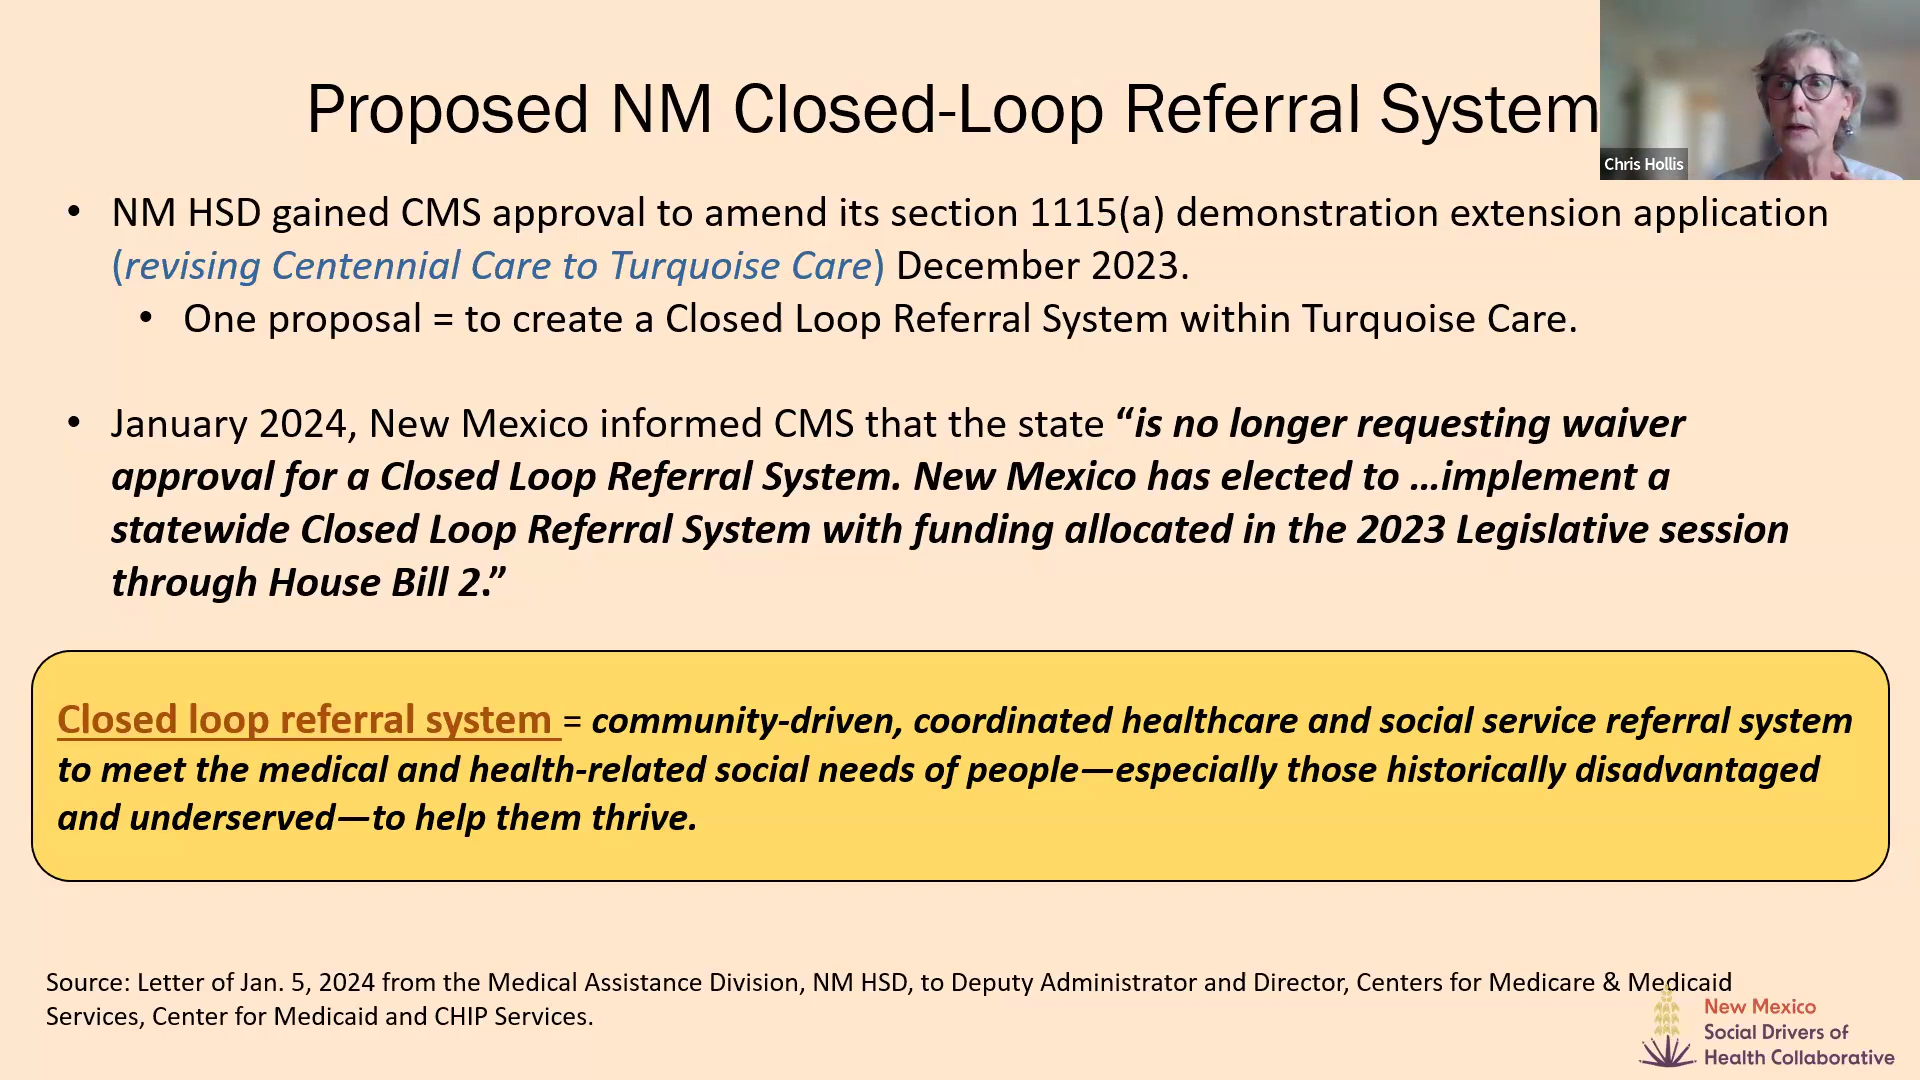 Proposed NM Closed-Loop Referral System
Chris Hollis
• NM HSD gained CMS approval to amend its section 1115(a) demonstration extension application
(revising Centennial Care to Turquoise Care) December 2023.
• One proposal = to create a Closed Loop Referral System within Turquoise Care.
• January 2024, New Mexico informed CMS that the state “is no longer requesting waiver
approval for a Closed Loop Referral System. New Mexico has elected to …implement a
statewide Closed Loop Referral System with funding allocated in the 2023 Legislative session
through House Bill 2.”
Closed loop referral system = community-driven, coordinated healthcare and social service referral system
to meet the medical and health-related social needs of people—especially those historically disadvantaged
and underserved—to help them thrive.
Source: Letter of Jan. 5, 2024 from the Medical Assistance Division, NM HSD, to Deputy Administrator and Director, Centers for Medicare & Medicaid
Services, Center for Medicaid and CHIP Services.
New Mexico
Social Drivers of
Health Collaborative